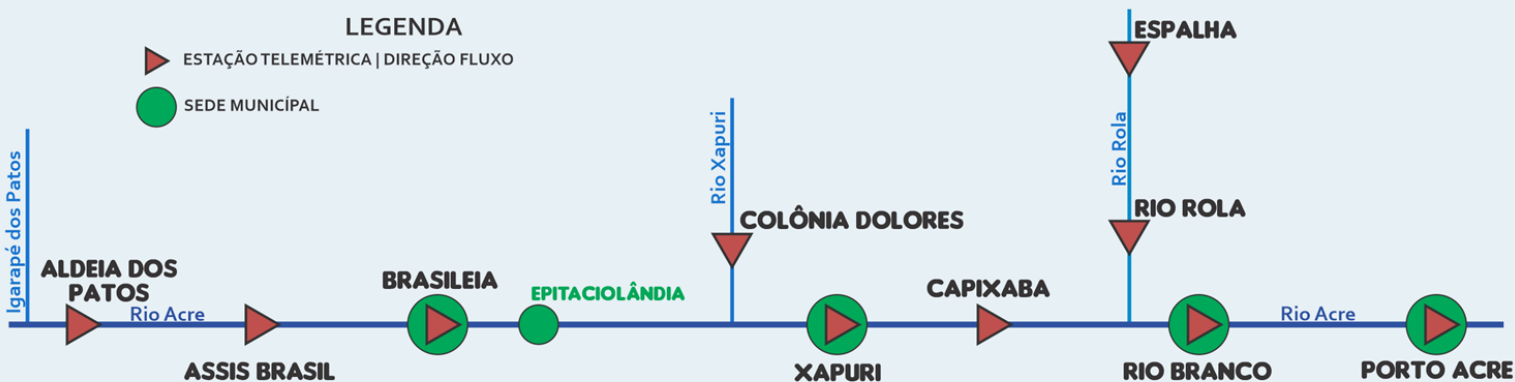 LEGENDA
ESTAÇÃO TELEMÉTRICA | DIREÇÃO FLUXO
SEDE MUNICÍPAL
Igarapé dos Patos
ALDEIA DOS
PATOS
Rio Acre
ASSIS BRASIL
BRASILEIA
EPITACIOLÂNDIA
Rio Xapuri
COLÔNIA DOLORES
XAPURI
CAPIXABA
ESPALHA
Rio Rola
RIO ROLA
RIO BRANCO
Rio Acre
PORTO ACRE